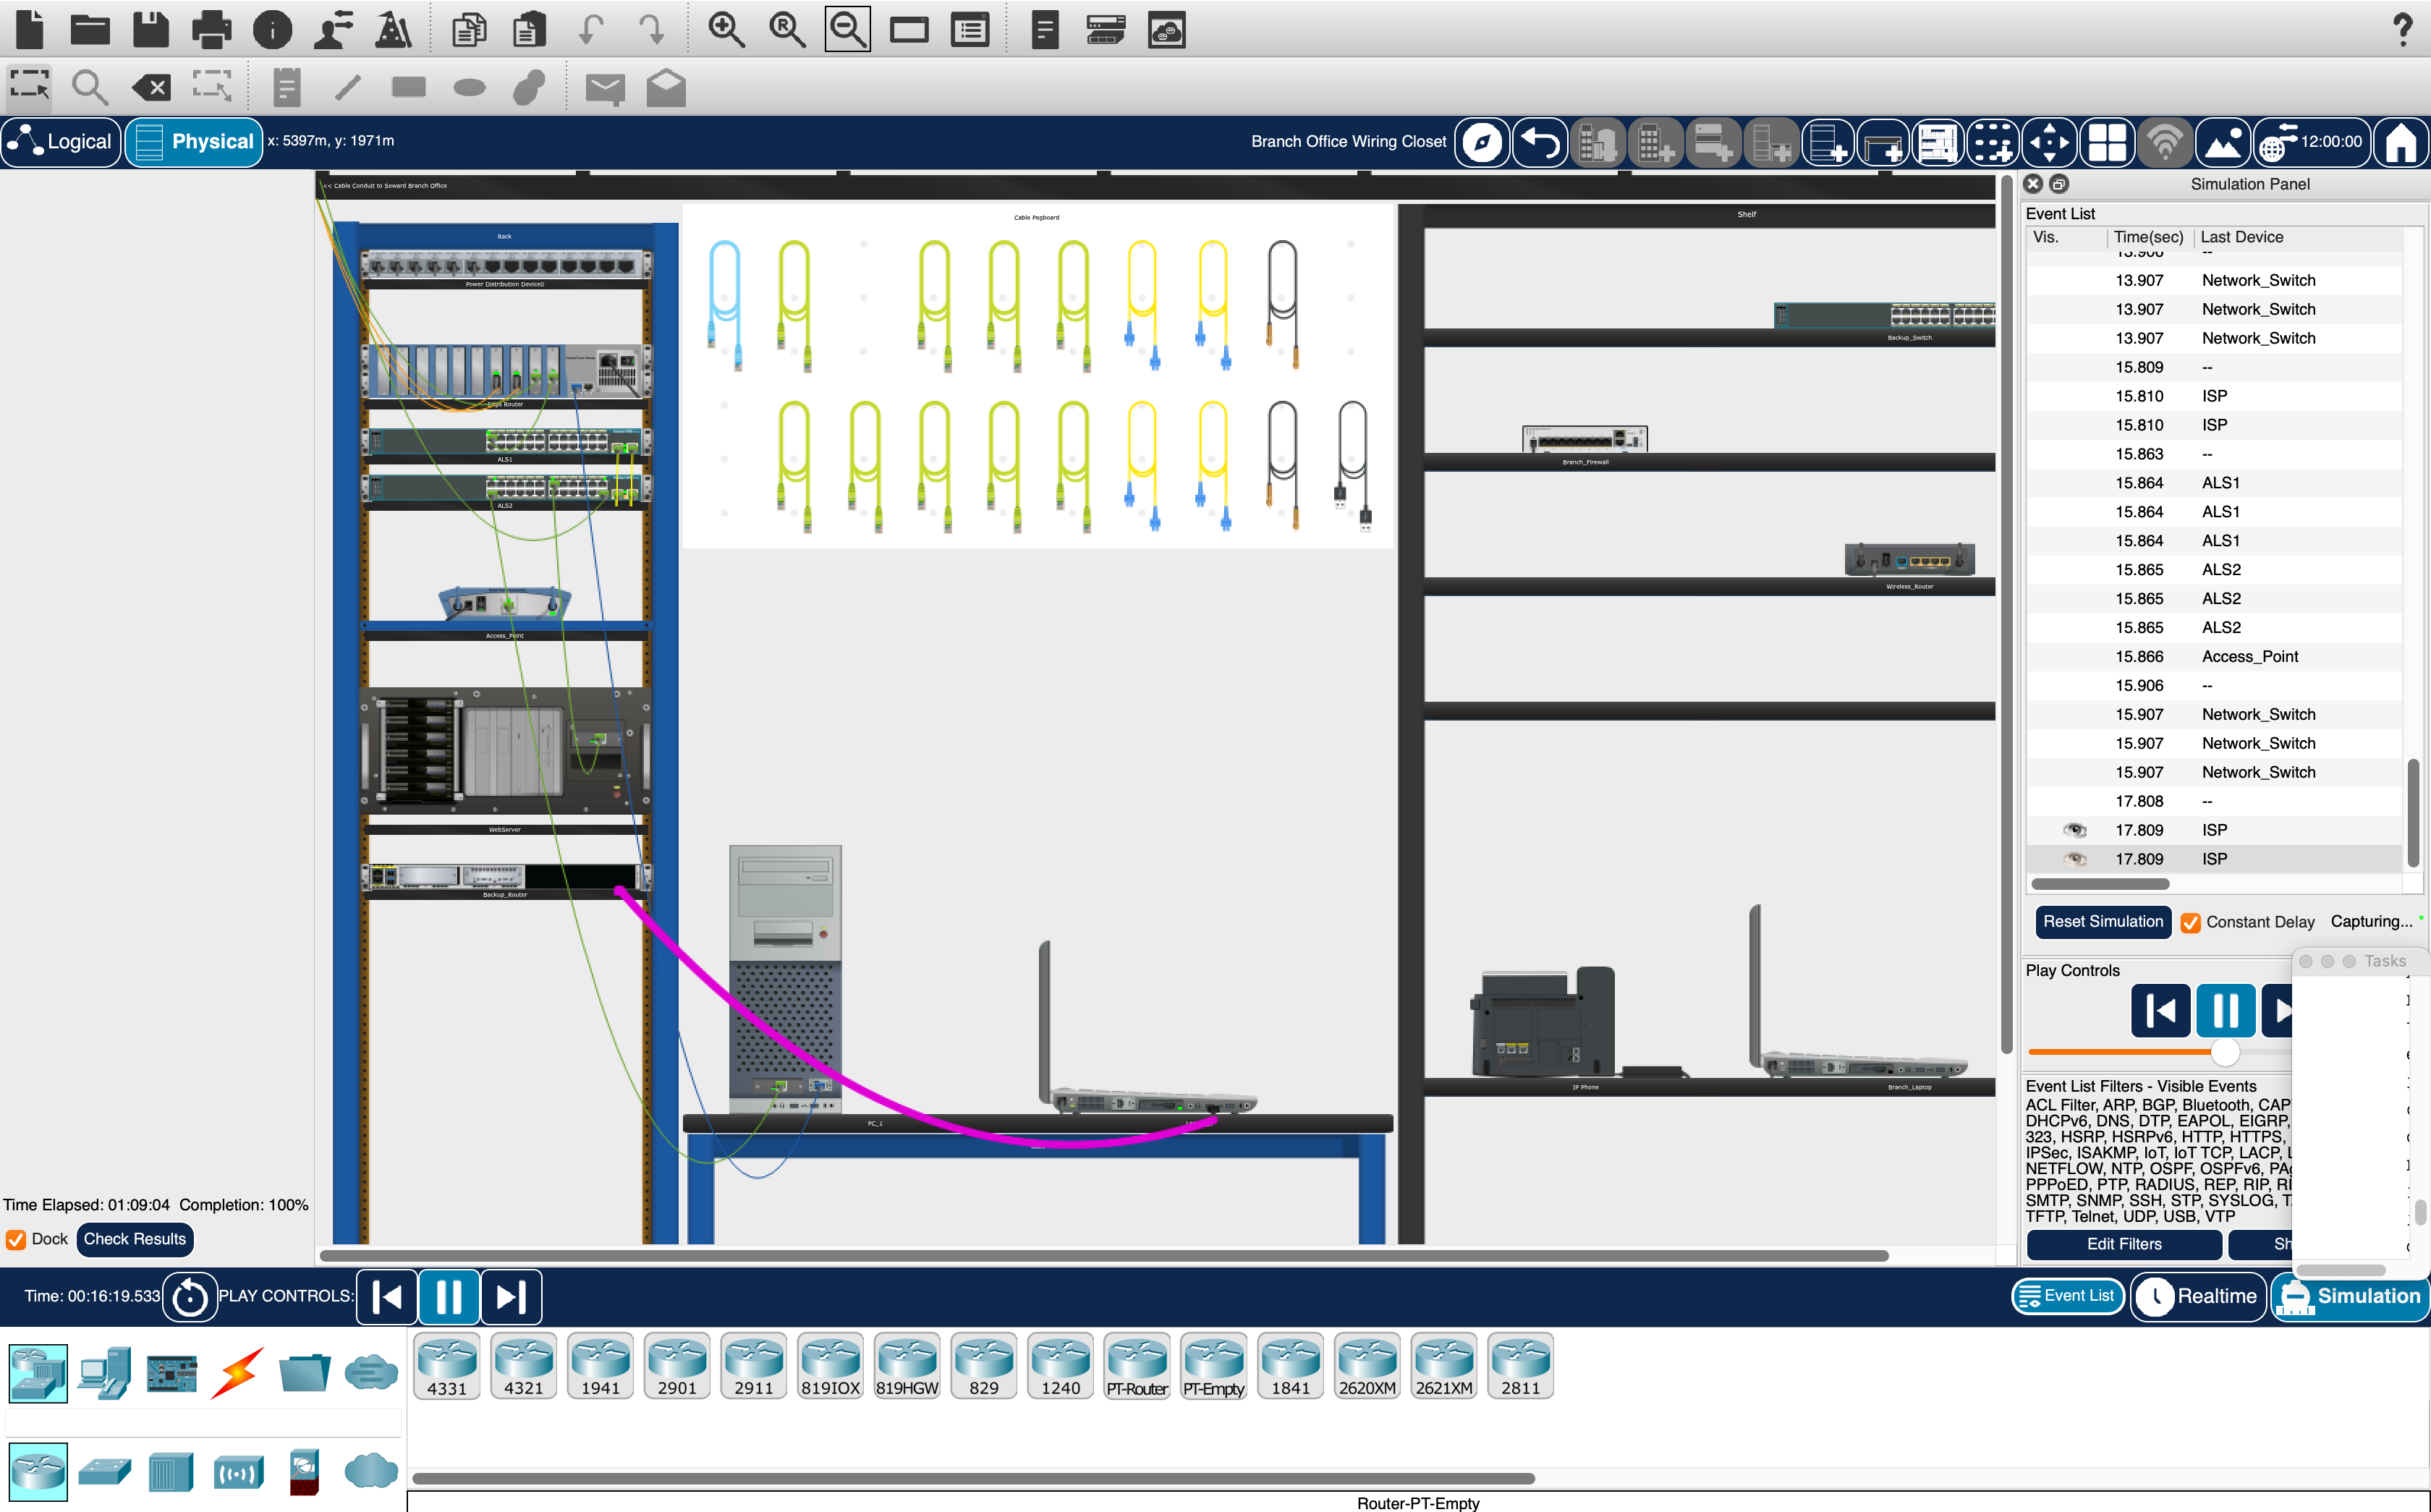 Logical
Physical
x: 5397m, y: 1971m
Branch Office Wiring Closet
12:00:00
<< Cable Conduit to Seward Branch Office
Rack
Power Distribution Device0
Edge Router
ALS1
ALS2
Access_Point
WebServer
Backup_Router
Cable Pegboard
PC_1
Shelf
Backup_Switch
Branch_Firewall
Wireless_Router
IP Phone
Branch_Laptop
Simulation Panel
Event List
Vis. Time(sec) Last Device
13.906 --
13.907 Network_Switch
13.907 Network_Switch
13.907 Network_Switch
15.809 --
15.810 ISP
15.810 ISP
15.863 --
15.864 ALS1
15.864 ALS1
15.864 ALS1
15.865 ALS2
15.865 ALS2
15.865 ALS2
15.866 Access_Point
15.906 --
15.907 Network_Switch
15.907 Network_Switch
15.907 Network_Switch
17.808 --
17.809 ISP
17.809 ISP
Reset Simulation
Constant Delay
Capturing...
*
Play Controls
Tasks
Event List Filters - Visible Events
ACL Filter, ARP, BGP, Bluetooth, CAP
DHCPv6, DNS, DTP, EAPOL, EIGRP,
323, HSRP, HSRPv6, HTTP, HTTPS,
IPSec, ISAKMP, IoT, IoT TCP, LACP, L
NETFLOW, NTP, OSPF, OSPFv6, PAg
PPPoED, PTP, RADIUS, REP, RIP, RI
SMTP, SNMP, SSH, STP, SYSLOG, T
TFTP, Telnet, UDP, USB, VTP
Edit Filters
Sh
Time Elapsed: 01:09:04 Completion: 100%
Dock
Check Results
Time: 00:16:19.533
PLAY CONTROLS:
Event List
Realtime
Simulation
4331
4321
1941
2901
2911
819IOX
819HGW
829
1240
PT-Router
PT-Empty
1841
2620XM
2621XM
2811
Router-PT-Empty